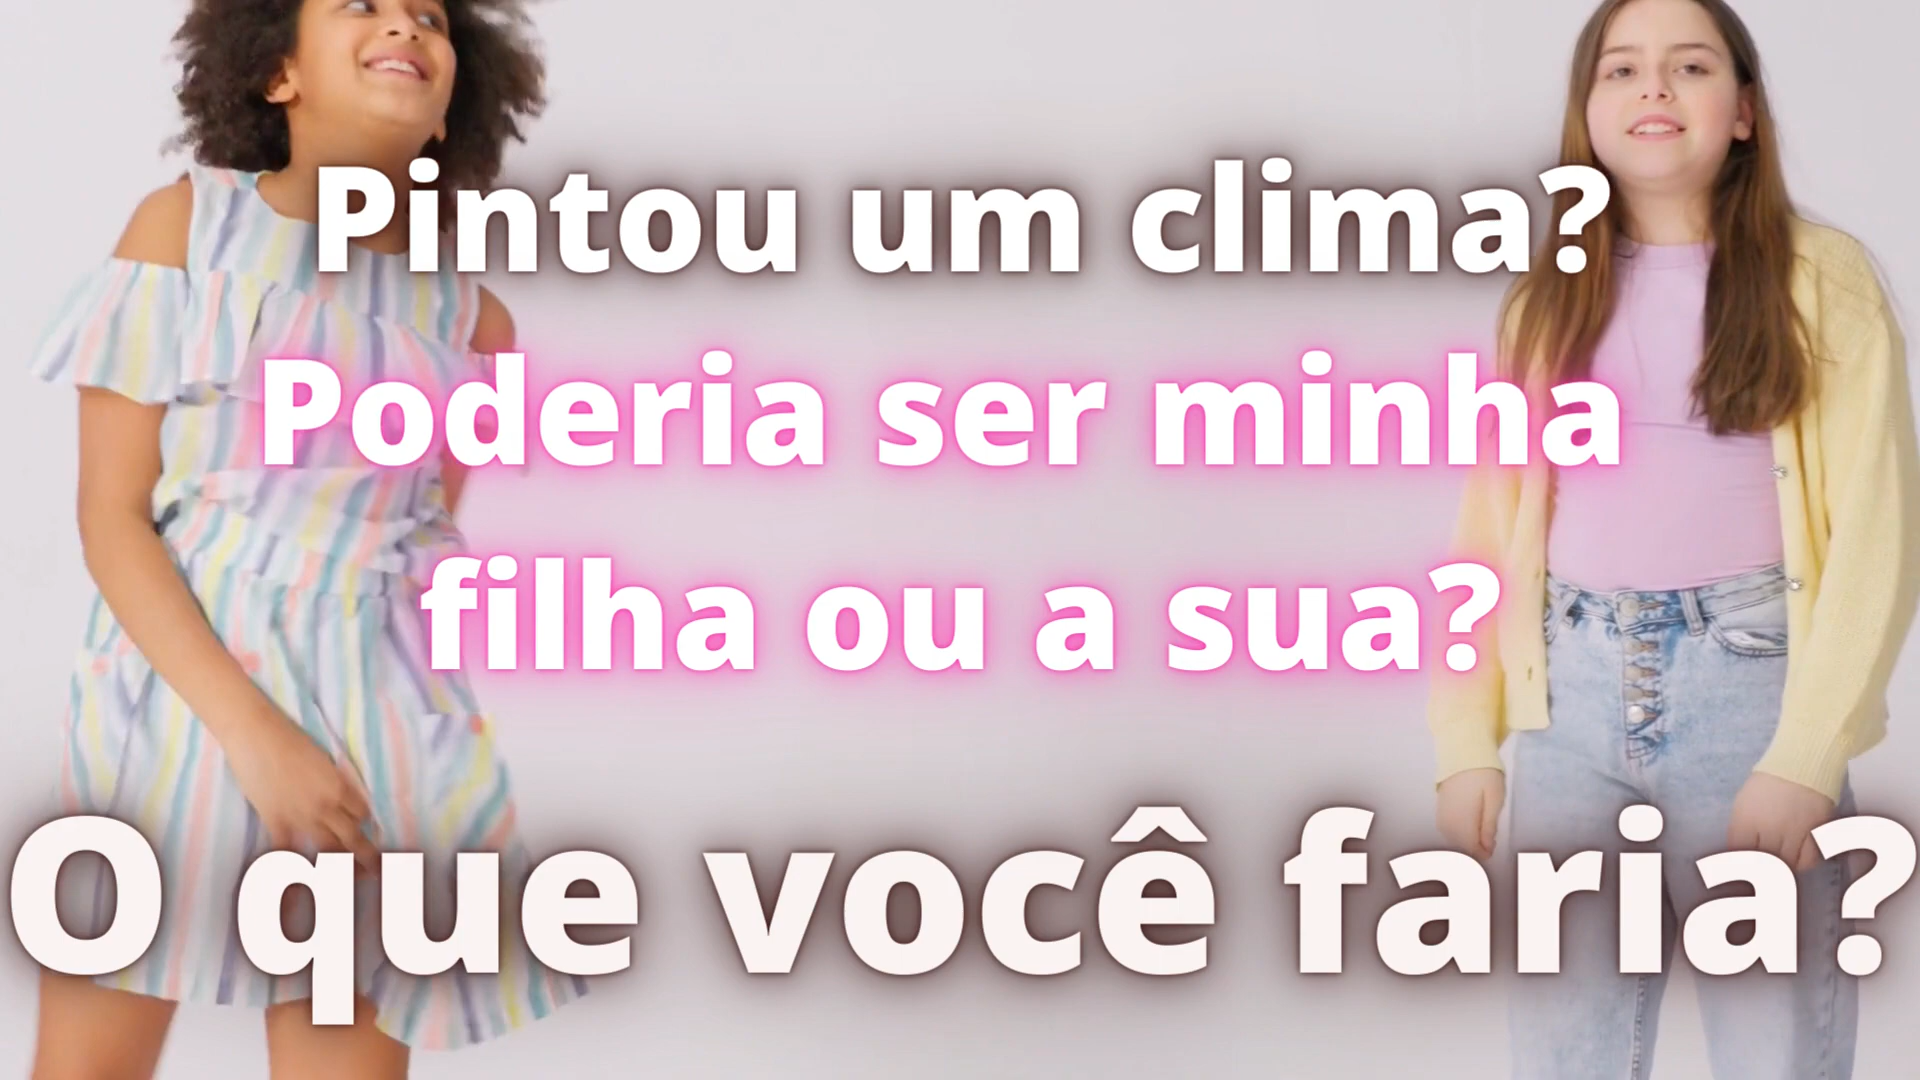 Pintou um clima?
Poderia ser minha
filha ou a sua?
O que você faria?